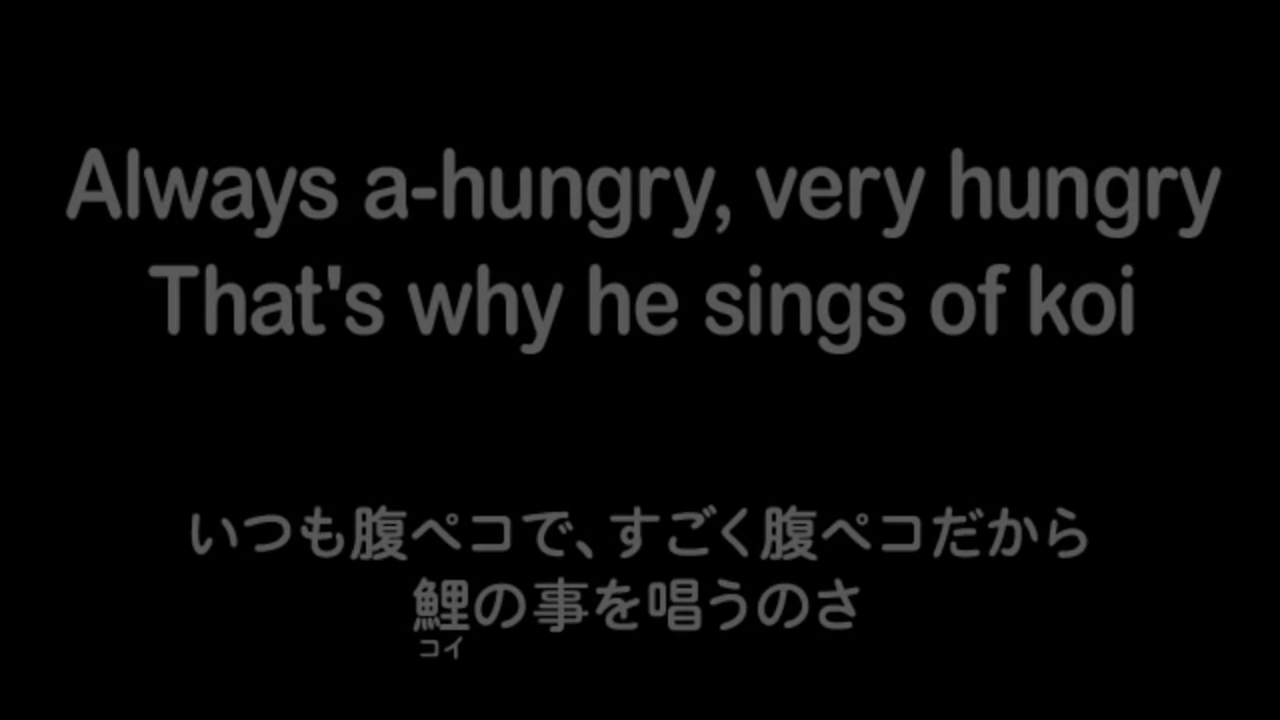 Always a-hungry, very hungry
That's why he sings of koi
いつも腹ペコで、すごく腹ペコだから
鯉の事を唱うのさ
コイ